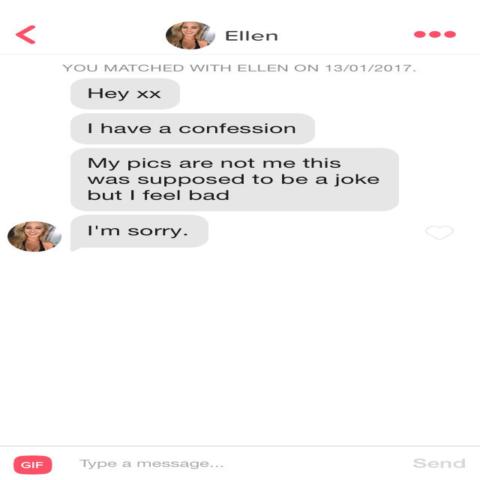 Ellen
YOU MATCHED WITH ELLEN ON 13/01/2017.
Hey xx
I have a confession
My pics are not me this
was supposed to be a joke
but I feel bad
I'm sorry.
GIF Type a message... Send